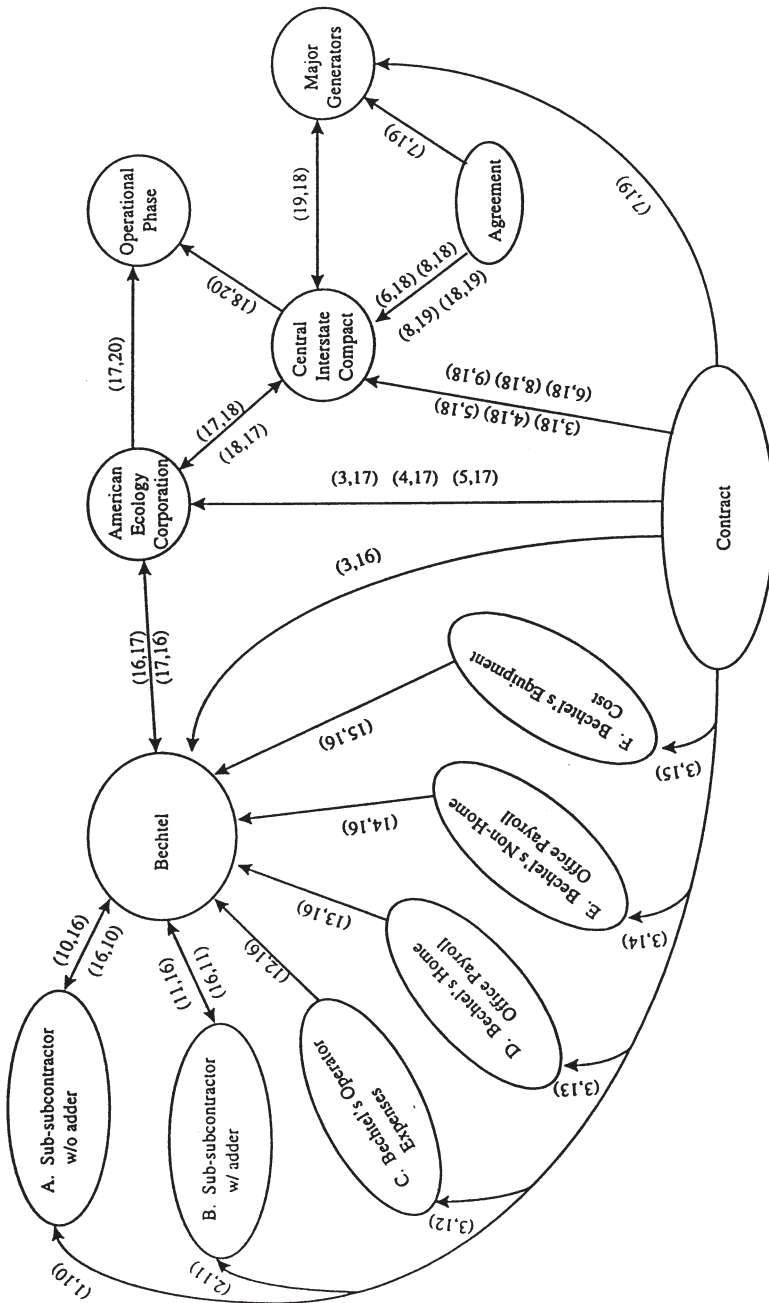 A. Sub-subcontractor
w/o adder
B. Sub-subcontractor
w/ adder
C. Bechtel's Operator
Expenses
D. Bechtel's Home
Office Payroll
E. Bechtel's Non-Home
Office Payroll
F. Bechtel's Equipment
Cost
Bechtel
American
Ecology
Corporation
Operational
Phase
Central
Interstate
Compact
Major
Generators
Agreement
Contract
(1,10)
(2,11)
(3,12)
(3,13)
(3,14)
(3,15)
(10,16)
(16,10)
(11,16)
(16,11)
(12,16)
(13,16)
(14,16)
(15,16)
(3,16)
(16,17)
(17,16)
(3,17) (4,17) (5,17)
(17,18)
(18,17)
(17,20)
(18,20)
(19,18)
(3,18) (4,18) (5,18)
(6,18) (8,18) (9,18)
(6,18) (8,18)
(8,19) (18,19)
(7,19)
(7,19)